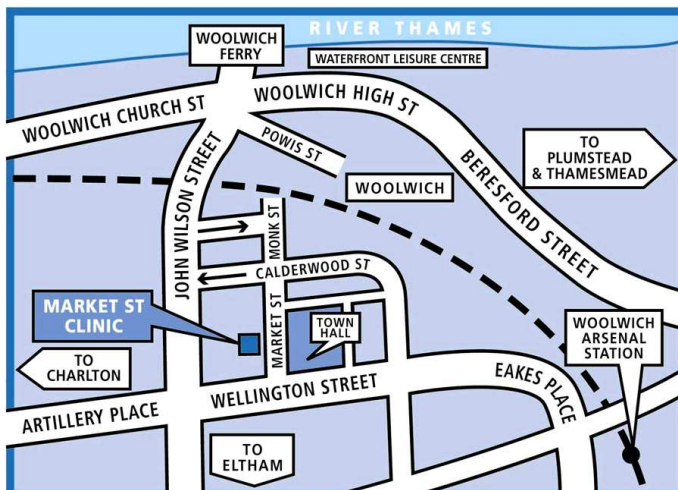 RIVER THAMES
WOOLWICH
FERRY
WATERFRONT LEISURE CENTRE
WOOLWICH CHURCH ST
WOOLWICH HIGH ST
POWIS ST
TO
PLUMSTEAD
& THAMESMEAD
WOOLWICH
BERESFORD STREET
JOHN WILSON STREET
MONK ST
CALDERWOOD ST
MARKET ST
CLINIC
MARKET ST
TOWN
HALL
WOOLWICH
ARSENAL
STATION
TO
CHARLTON
WELLINGTON STREET
EAKES PLACE
ARTILLERY PLACE
TO
ELTHAM